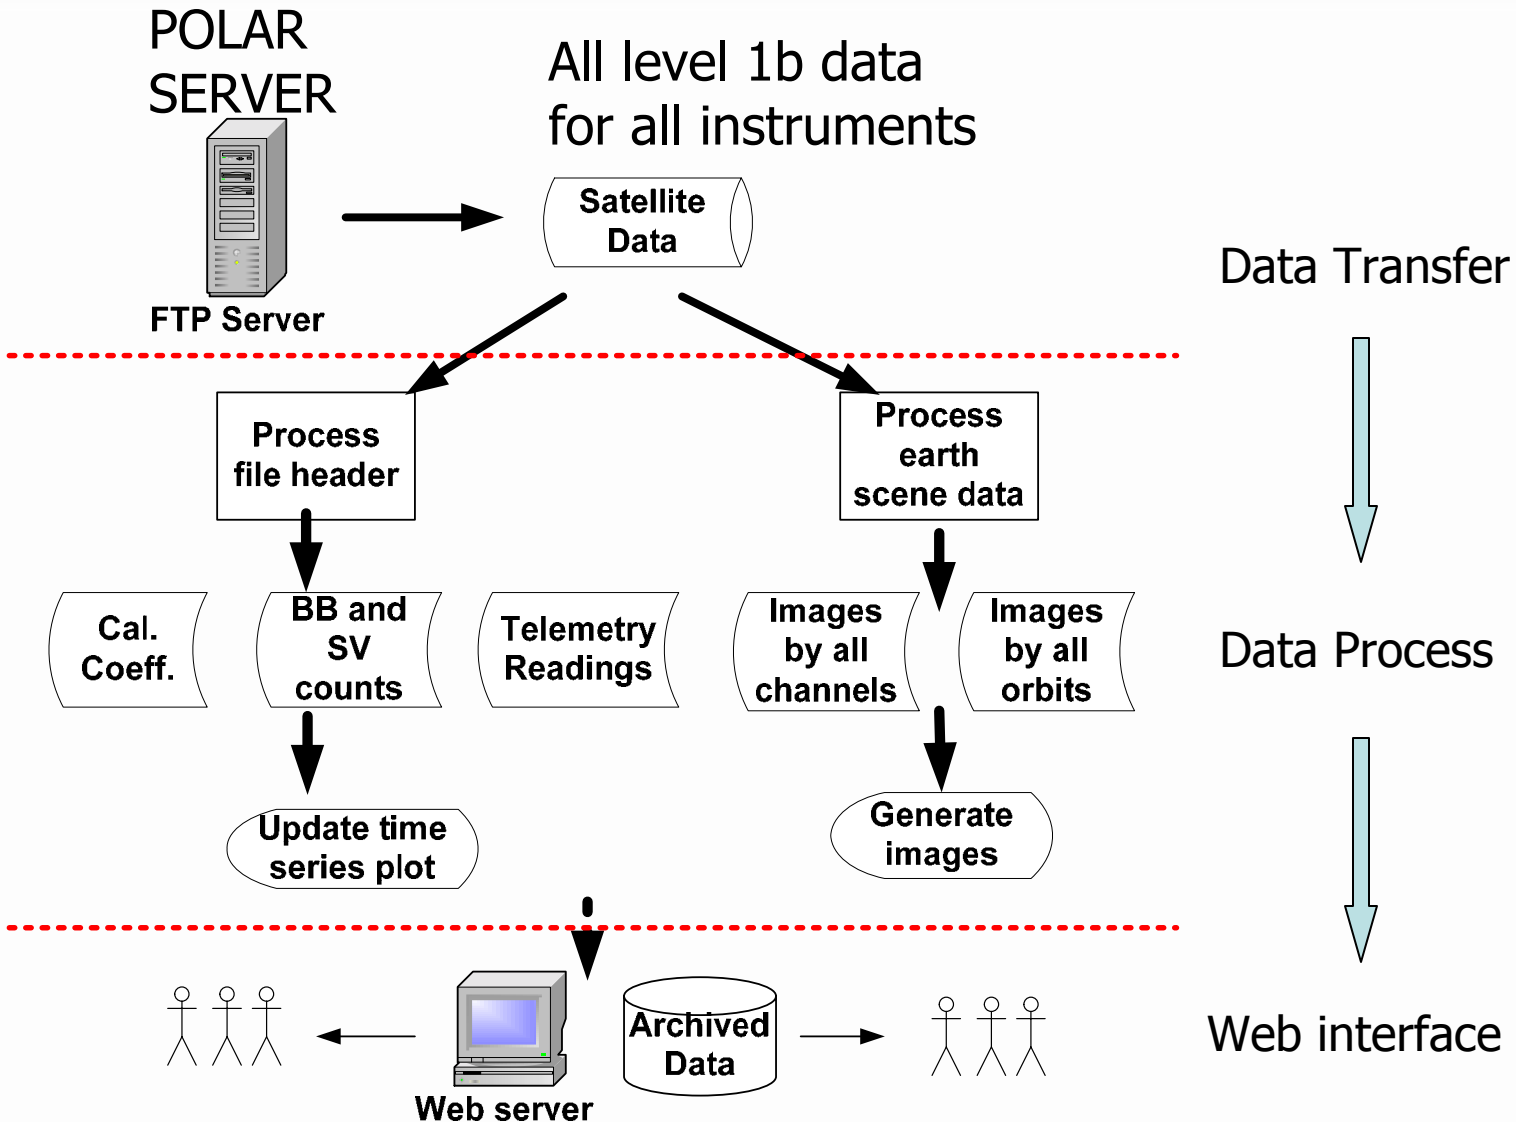 POLAR
SERVER
All level 1b data
for all instruments
Satellite
Data
FTP Server
Data Transfer
Process
file header
Process
earth
scene data
Cal.
Coeff.
BB and
SV
counts
Telemetry
Readings
Images
by all
channels
Images
by all
orbits
Data Process
Update time
series plot
Generate
images
Archived
Data
Web server
Web interface